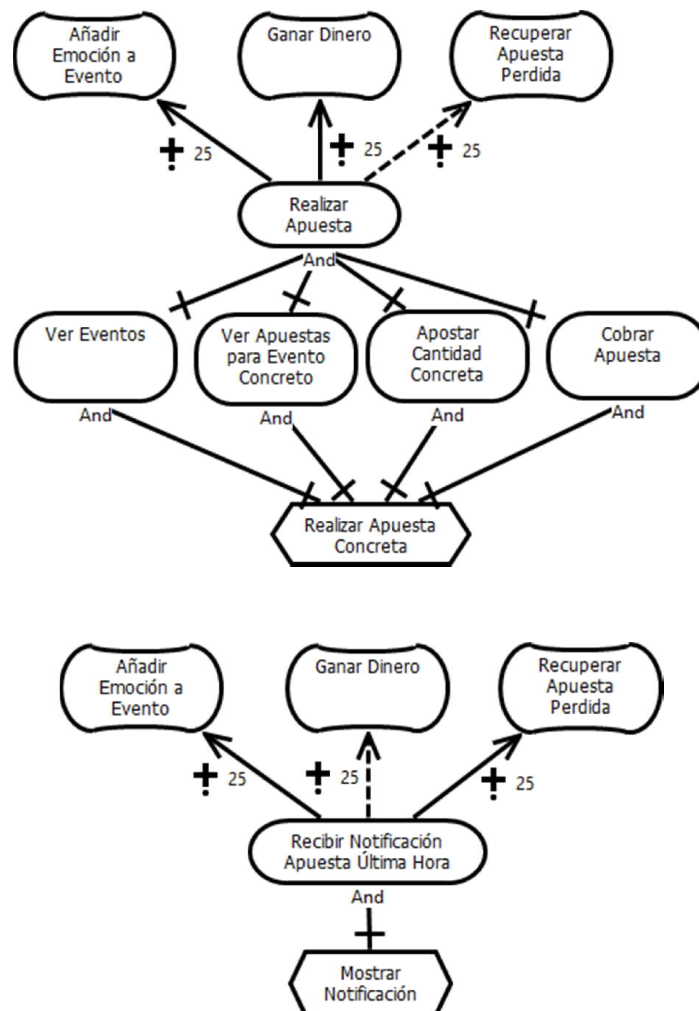 Añadir
Emoción a
Evento
Ganar Dinero
Recuperar
Apuesta
Perdida
25
25
25
Realizar
Apuesta
And
Ver Eventos
Ver Apuestas
para Evento
Concreto
Apostar
Cantidad
Concreta
Cobrar
Apuesta
And
And
And
And
Realizar Apuesta
Concreta
Añadir
Emoción a
Evento
Ganar Dinero
Recuperar
Apuesta
Perdida
25
25
25
Recibir Notificación
Apuesta Última Hora
And
Mostrar
Notificación